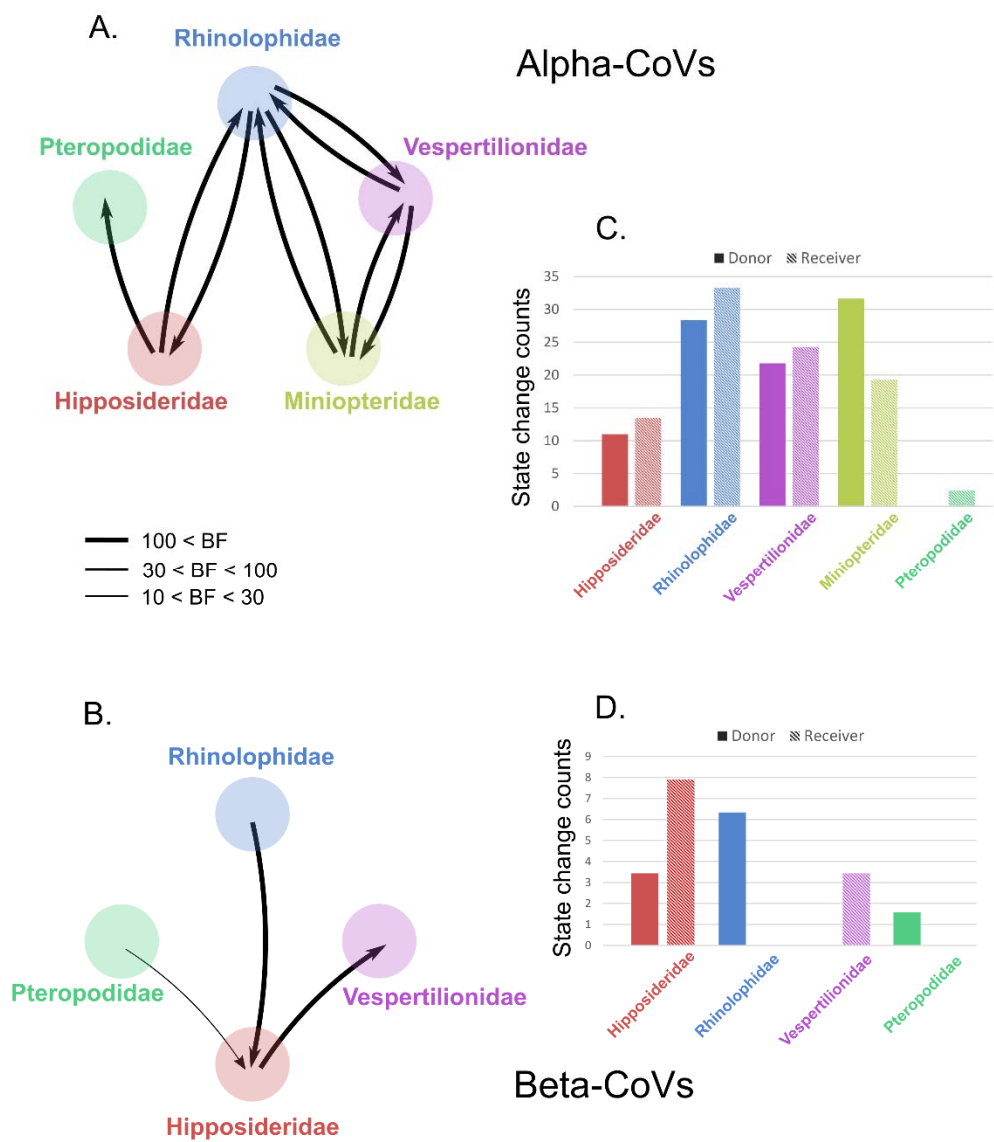 A.
Rhinolophidae
Alpha-CoVs
Pteropodidae
Vespertilionidae
Hipposideridae
Miniopteridae
100 < BF
30 < BF < 100
10 < BF < 30
C.
Donor Receiver
State change counts
35
30
25
20
15
10
5
0
Hipposideridae
Rhinolophidae
Vespertilionidae
Miniopteridae
Pteropodidae
B.
Rhinolophidae
Pteropodidae
Vespertilionidae
Hipposideridae
D.
Donor Receiver
State change counts
9
8
7
6
5
4
3
2
1
0
Hipposideridae
Rhinolophidae
Vespertilionidae
Pteropodidae
Beta-CoVs